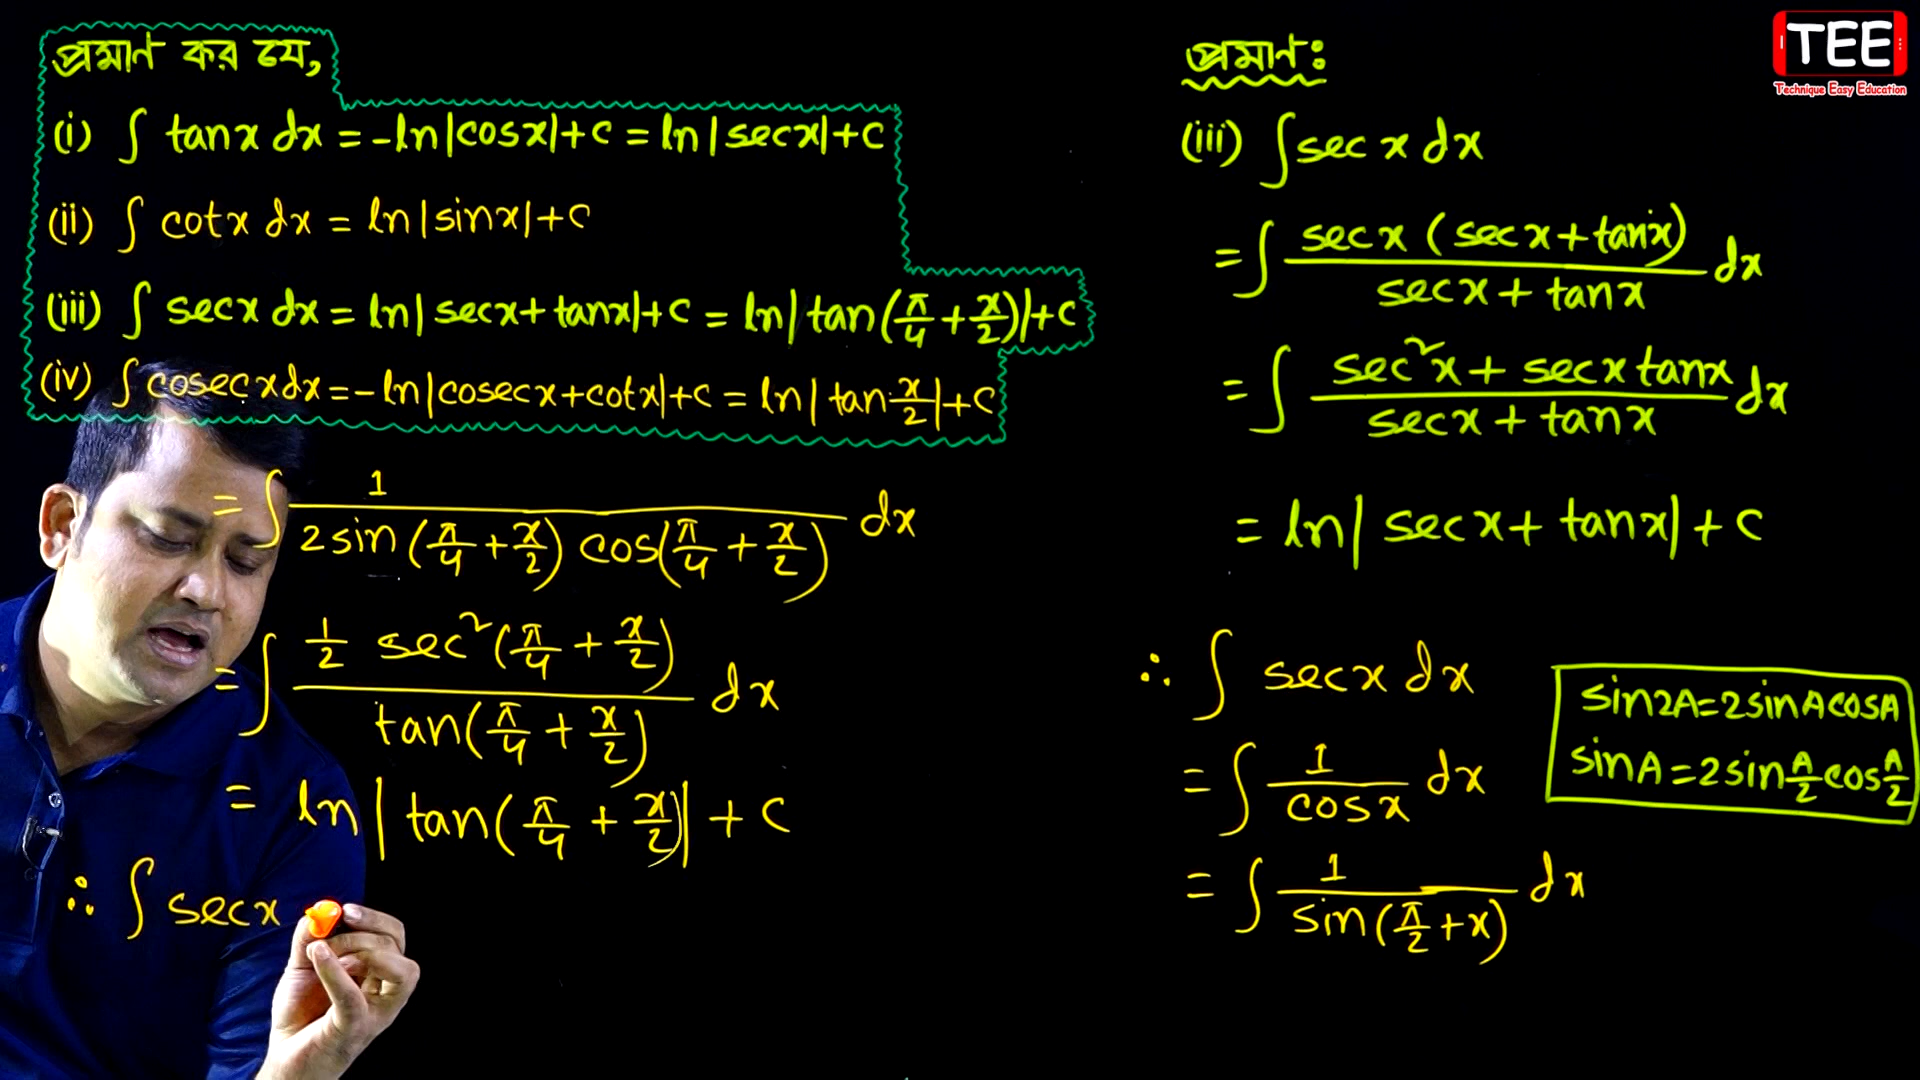 প্রমাণ কর যে,
(i) ∫ tanx dx = -ln|cosx|+c = ln|secx|+c
(ii) ∫ cotx dx = ln|sinx|+c
(iii) ∫ secx dx = ln|secx+tanx|+c = ln|tan(π/4+x/2)|+c
(iv) ∫ cosecxdx=-ln|cosecx+cotx|+c = ln|tan x/2|+c
= ∫ 1/(2sin(π/4+x/2) cos(π/4+x/2)) dx
= ∫ (1/2 sec²(π/4+x/2))/(tan(π/4+x/2)) dx
= ln|tan(π/4+x/2)|+c
∴ ∫ secx
প্রমাণ:
(iii) ∫ sec x dx
= ∫ (secx (secx+tanx))/(secx+tanx) dx
= ∫ (sec²x+secxtanx)/(secx+tanx) dx
= ln|secx+tanx|+c
∴ ∫ secx dx
= ∫ 1/cosx dx
= ∫ 1/(sin(π/2+x)) dx
sin2A=2sinAcosA
sinA=2sin A/2 cos A/2
TEE
Technique Easy Education